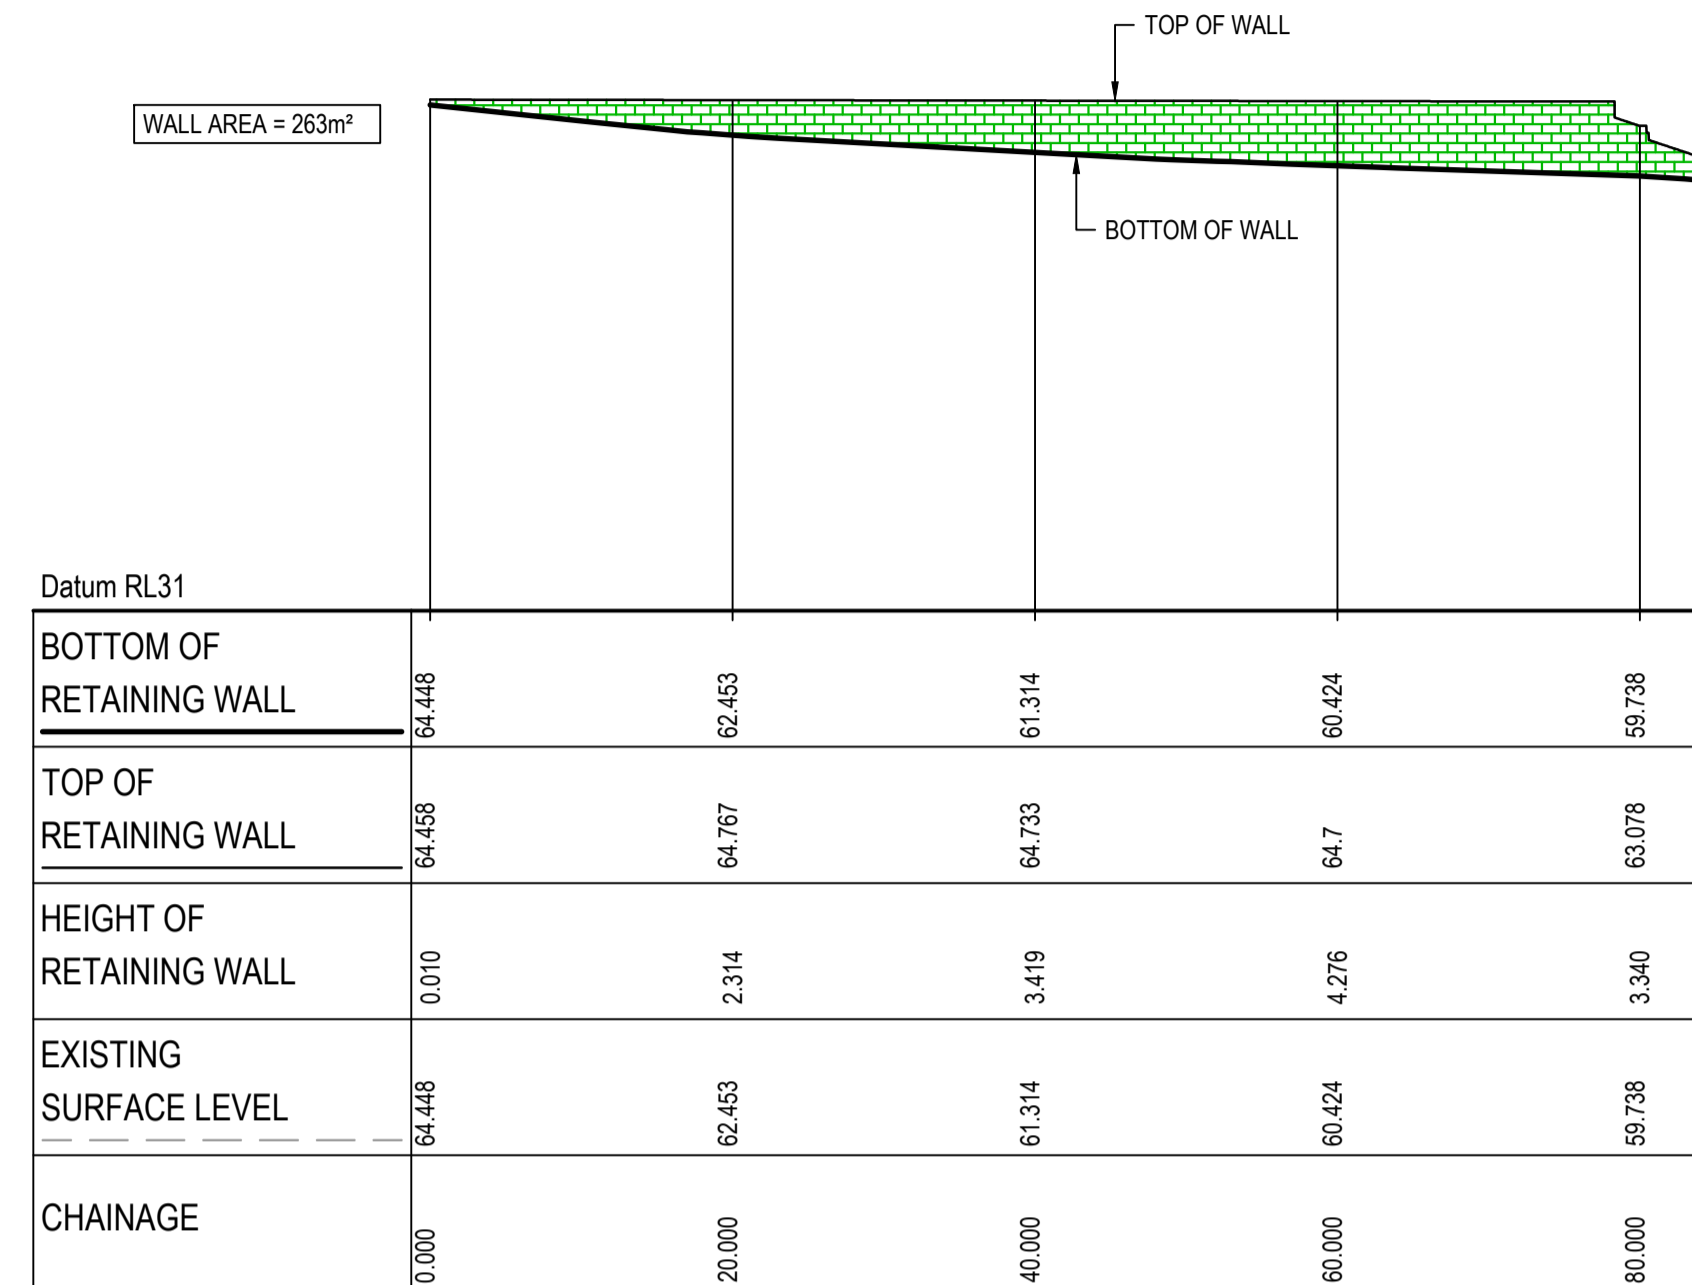 TOP OF WALL
WALL AREA = 263m²
BOTTOM OF WALL
Datum RL31
BOTTOM OF
RETAINING WALL
64.448 62.453 61.314 60.424 59.738
TOP OF
RETAINING WALL
64.458 64.767 64.733 64.7 63.078
HEIGHT OF
RETAINING WALL
0.010 2.314 3.419 4.276 3.340
EXISTING
SURFACE LEVEL
64.448 62.453 61.314 60.424 59.738
CHAINAGE
0.000 20.000 40.000 60.000 80.000